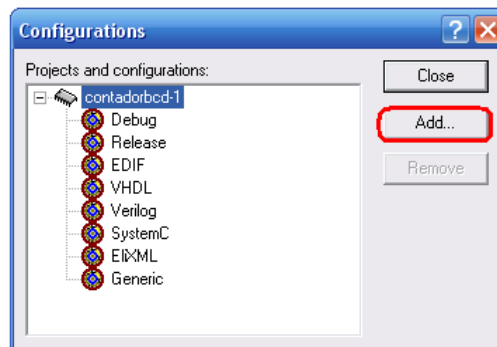 Configurations
Projects and configurations:
contadorbcd-1
Debug
Release
EDIF
VHDL
Verilog
SystemC
EliXML
Generic
Close
Add...
Remove